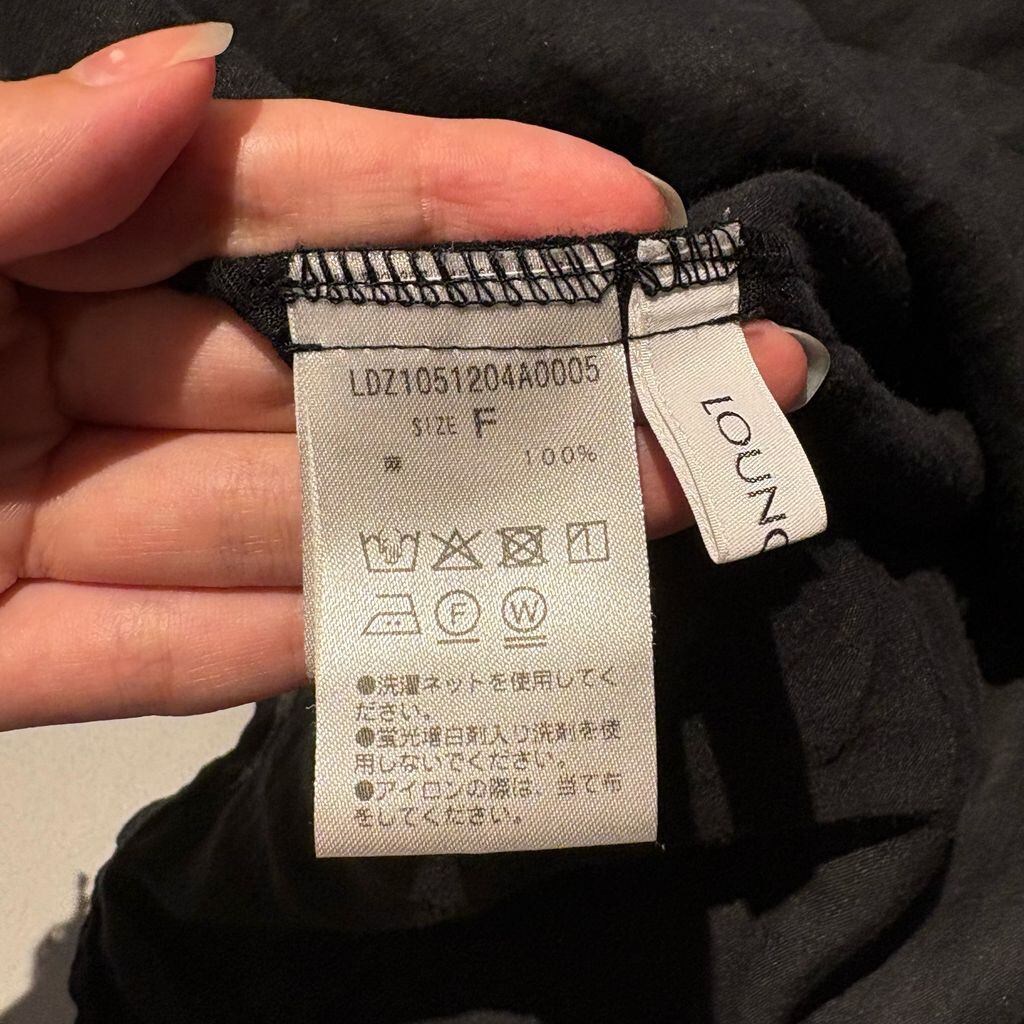 LDZ1051204A0005
SIZE F
100%
F W
●洗濯ネットを使用してく
ださい。
●蛍光増白剤入り洗剤を使
用しないでください。
●アイロンの際は、当て布
をしてください。
LOUNG